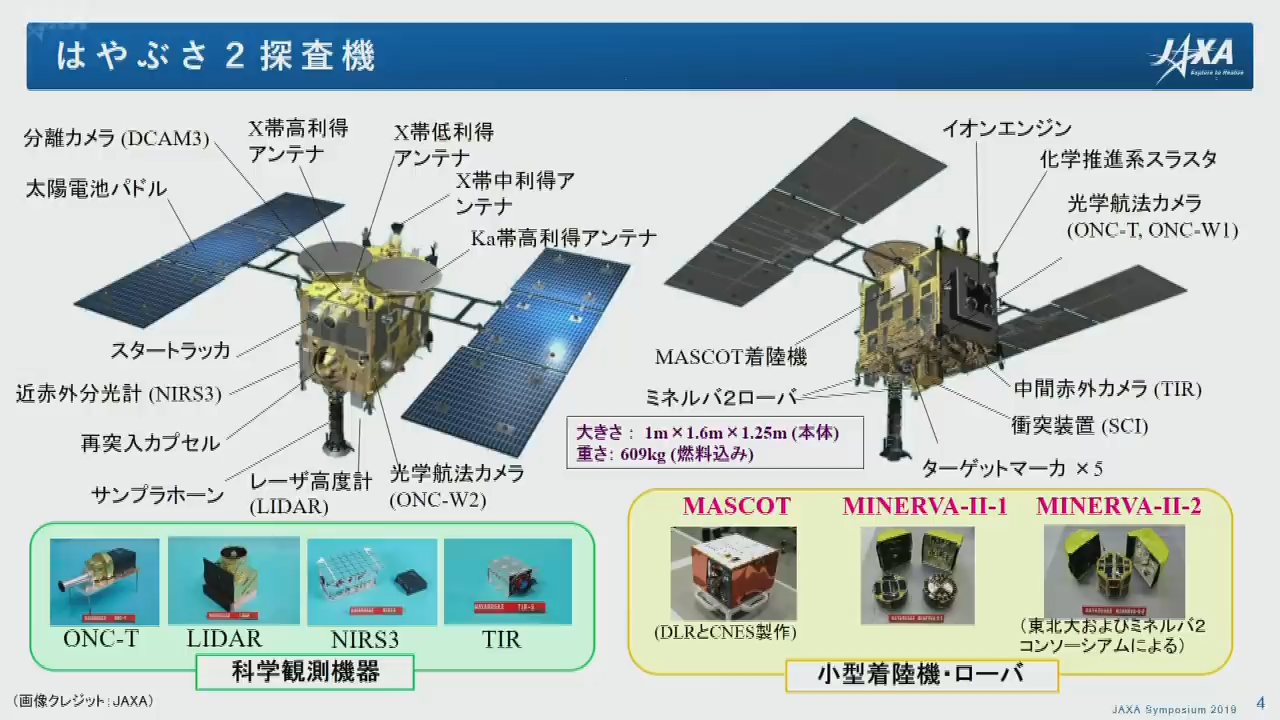 はやぶさ2探査機
JAXA
Explore to Realize
分離カメラ (DCAM3)
X帯高利得
アンテナ
X帯低利得
アンテナ
X帯中利得ア
ンテナ
Ka帯高利得アンテナ
太陽電池パドル
スタートラッカ
近赤外分光計 (NIRS3)
再突入カプセル
サンプラホーン
レーザ高度計
(LIDAR)
光学航法カメラ
(ONC-W2)
イオンエンジン
化学推進系スラスタ
光学航法カメラ
(ONC-T, ONC-W1)
MASCOT着陸機
ミネルバ2ローバ
中間赤外カメラ (TIR)
衝突装置 (SCI)
ターゲットマーカ ×5
大きさ： 1m×1.6m×1.25m (本体)
重さ: 609kg (燃料込み)
ONC-T
LIDAR
NIRS3
TIR
科学観測機器
MASCOT
MINERVA-II-1
MINERVA-II-2
(DLRとCNES製作)
（東北大およびミネルバ2
コンソーシアムによる）
小型着陸機・ローバ
（画像クレジット：JAXA）
JAXA Symposium 2019
4